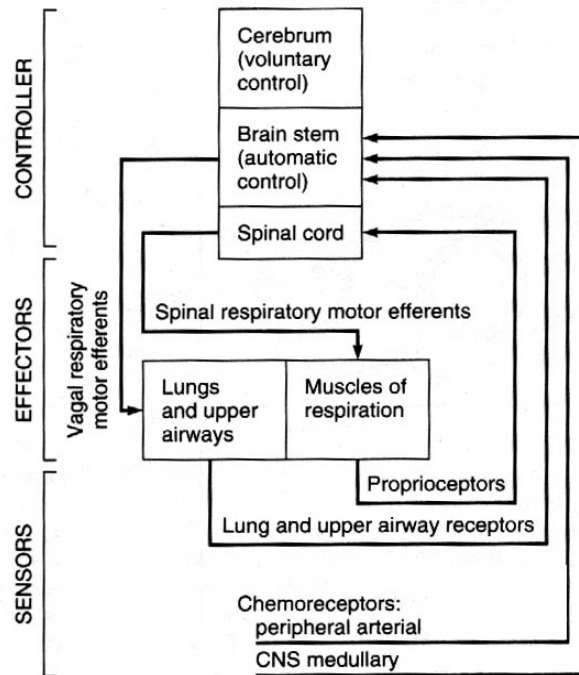 CONTROLLER
Cerebrum
(voluntary
control)
Brain stem
(automatic
control)
Spinal cord
EFFECTORS
Vagal respiratory
motor efferents
Spinal respiratory motor efferents
Lungs
and upper
airways
Muscles of
respiration
SENSORS
Proprioceptors
Lung and upper airway receptors
Chemoreceptors:
peripheral arterial
CNS medullary